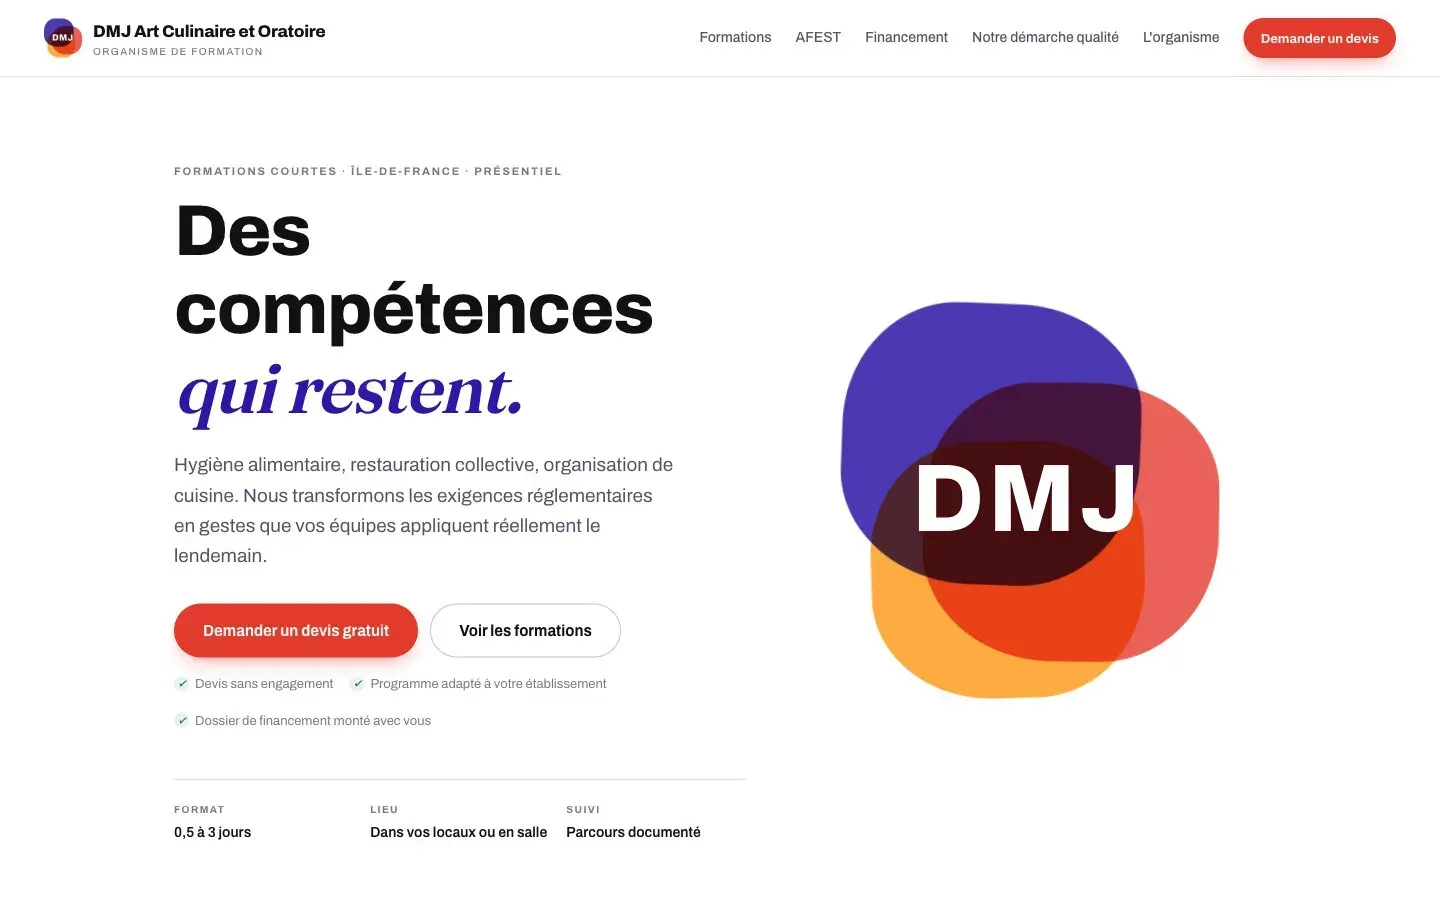 DMJ
DMJ Art Culinaire et Oratoire
ORGANISME DE FORMATION
Formations
AFEST
Financement
Notre démarche qualité
L'organisme
Demander un devis
FORMATIONS COURTES · ÎLE-DE-FRANCE · PRÉSENTIEL
Des
compétences
qui restent.
Hygiène alimentaire, restauration collective, organisation de
cuisine. Nous transformons les exigences réglementaires
en gestes que vos équipes appliquent réellement le
lendemain.
Demander un devis gratuit
Voir les formations
✓ Devis sans engagement
✓ Programme adapté à votre établissement
✓ Dossier de financement monté avec vous
FORMAT
0,5 à 3 jours
LIEU
Dans vos locaux ou en salle
SUIVI
Parcours documenté
DMJ